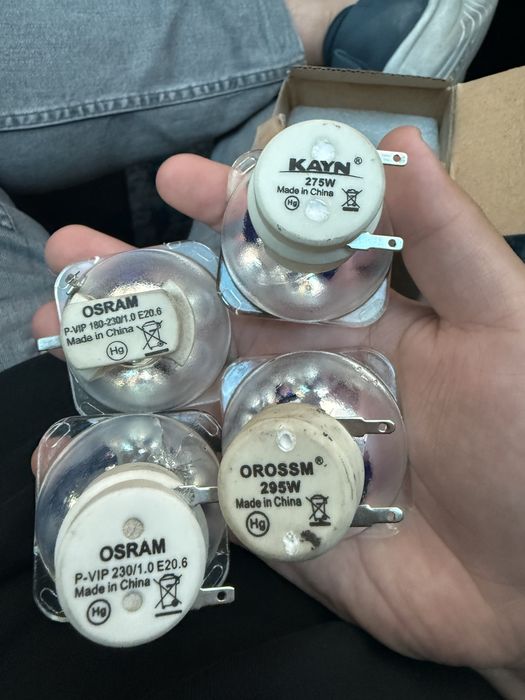 KAYN®
275W
Made in China
Hg
OSRAM
P-VIP 180-230/1.0 E20.6
Made in China
Hg
OROSSM®
295W
Made in China
Hg
OSRAM
P-VIP 230/1.0 E20.6
Made in China
Hg